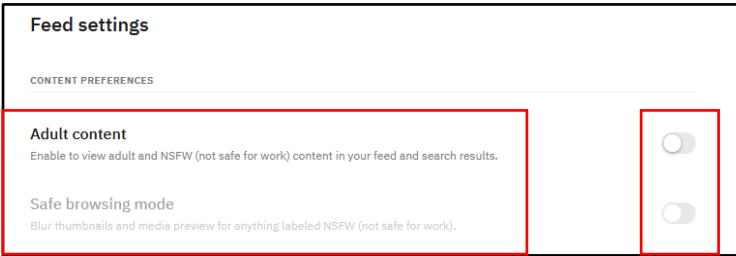 Feed settings
CONTENT PREFERENCES
Adult content
Enable to view adult and NSFW (not safe for work) content in your feed and search results.
Safe browsing mode
Blur thumbnails and media preview for anything labeled NSFW (not safe for work).